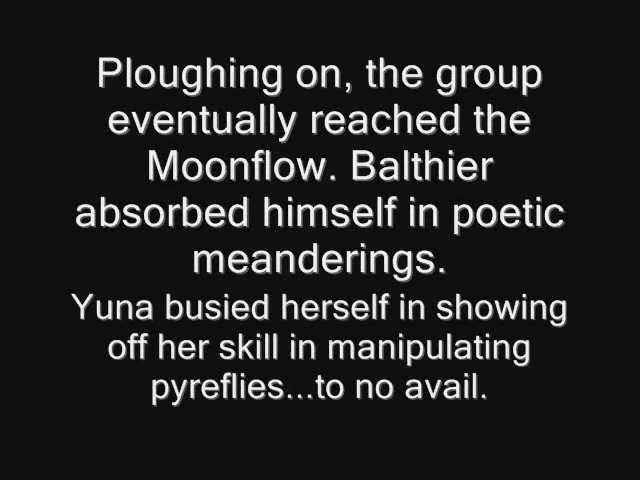 Ploughing on, the group
eventually reached the
Moonflow. Balthier
absorbed himself in poetic
meanderings.
Yuna busied herself in showing
off her skill in manipulating
pyreflies...to no avail.